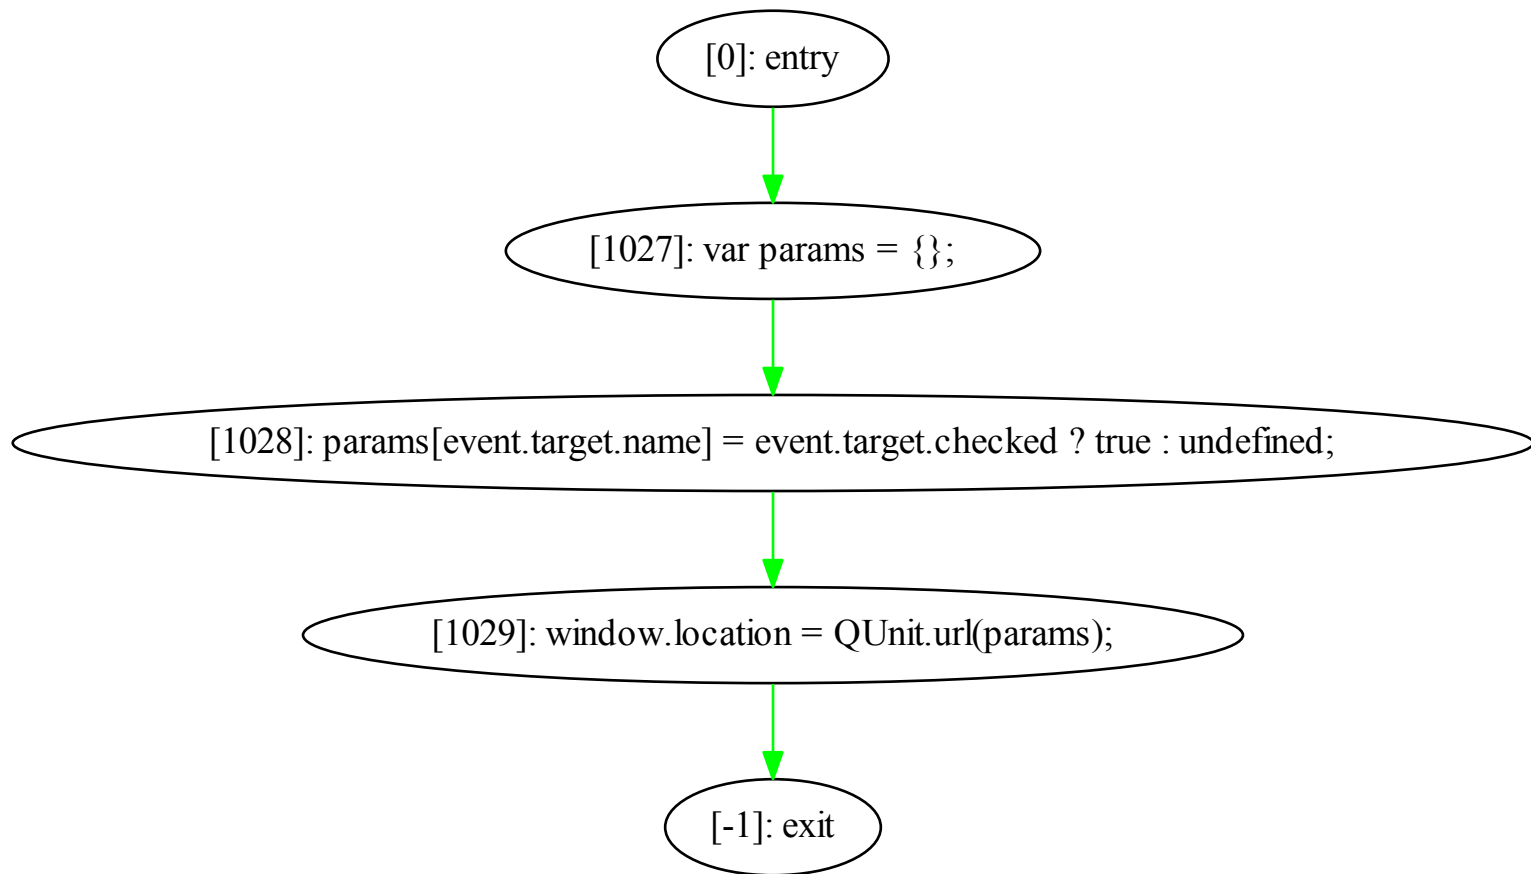 [0]: entry
[1027]: var params = {};
[1028]: params[event.target.name] = event.target.checked ? true : undefined;
[1029]: window.location = QUnit.url(params);
[-1]: exit